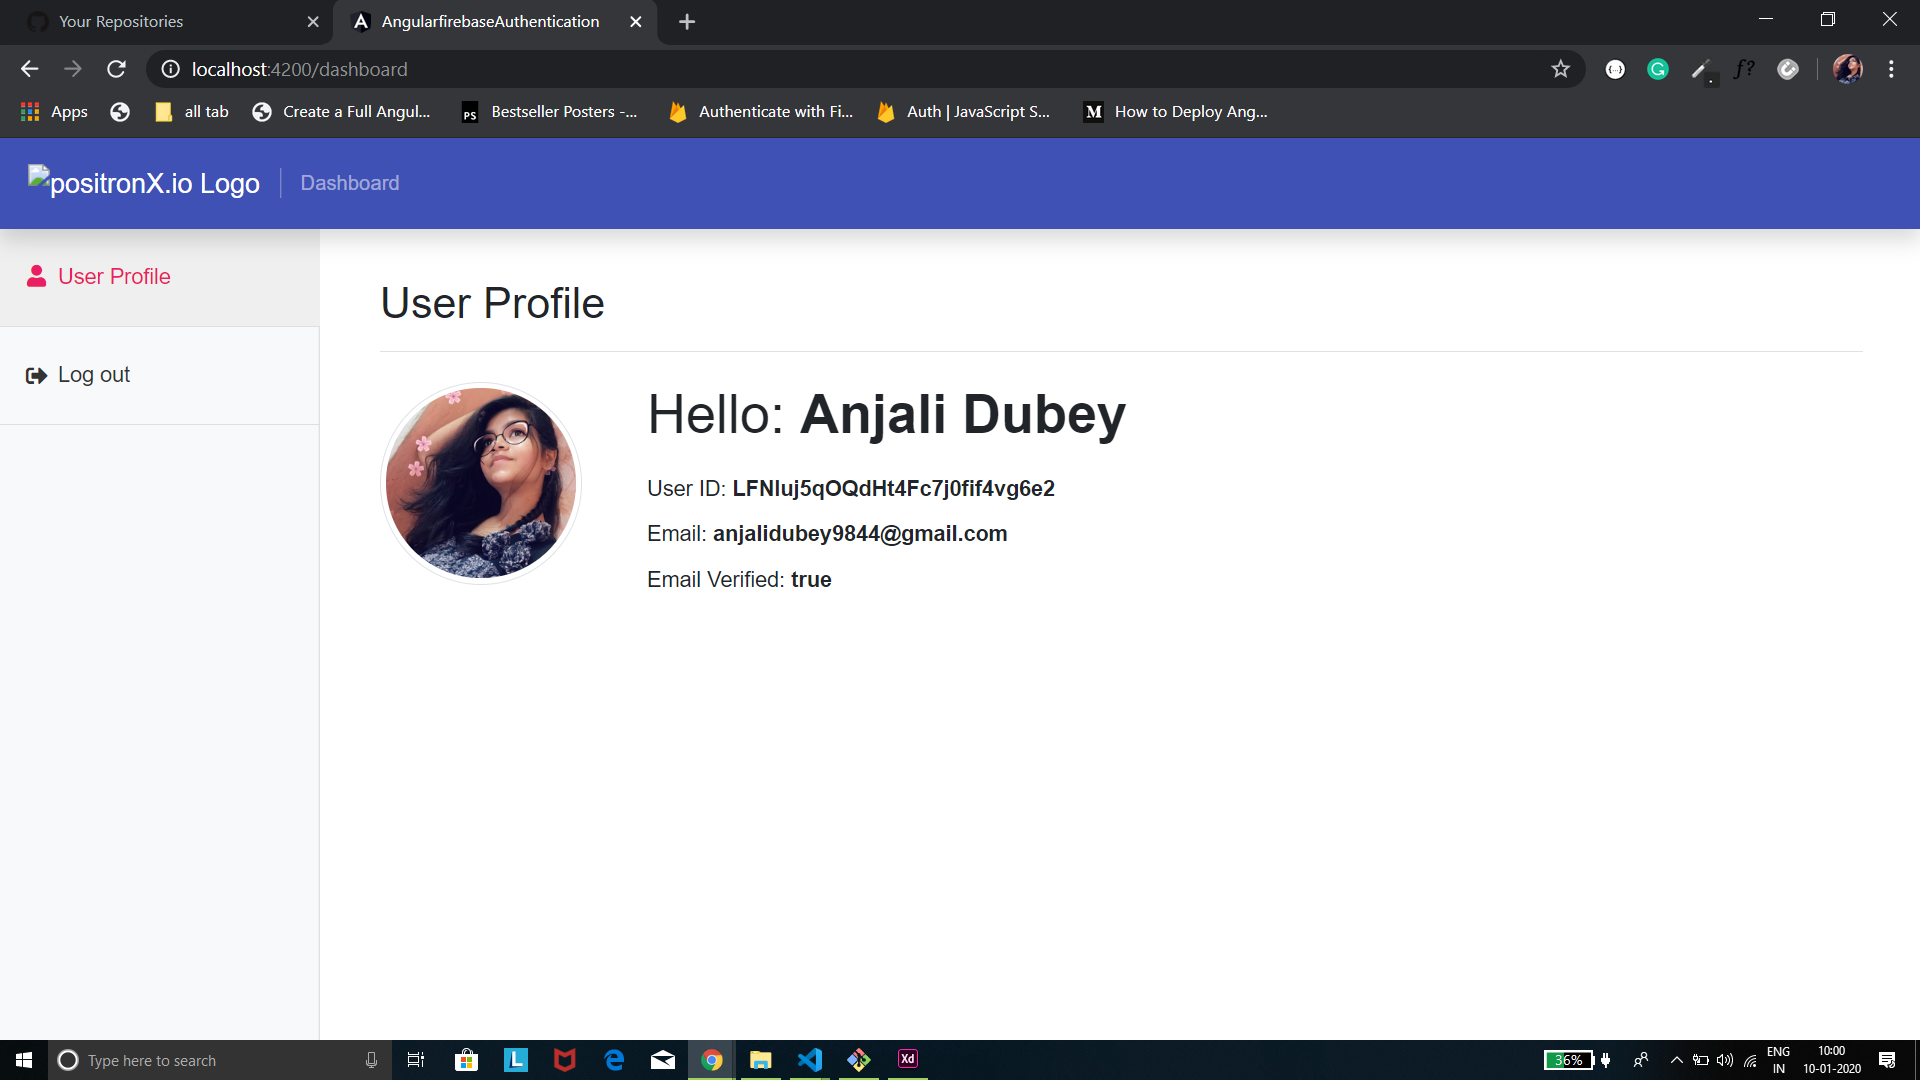 Your Repositories
AngularfirebaseAuthentication
localhost:4200/dashboard
f?
Apps
all tab
Create a Full Angul...
PS
Bestseller Posters -...
Authenticate with Fi...
Auth | JavaScript S...
M
How to Deploy Ang...
positronX.io Logo
Dashboard
User Profile
Log out
User Profile
Hello: Anjali Dubey
User ID: LFNluj5qOQdHt4Fc7j0fif4vg6e2
Email: anjalidubey9844@gmail.com
Email Verified: true
Type here to search
L
Xd
36%
ENG
IN
10:00
10-01-2020